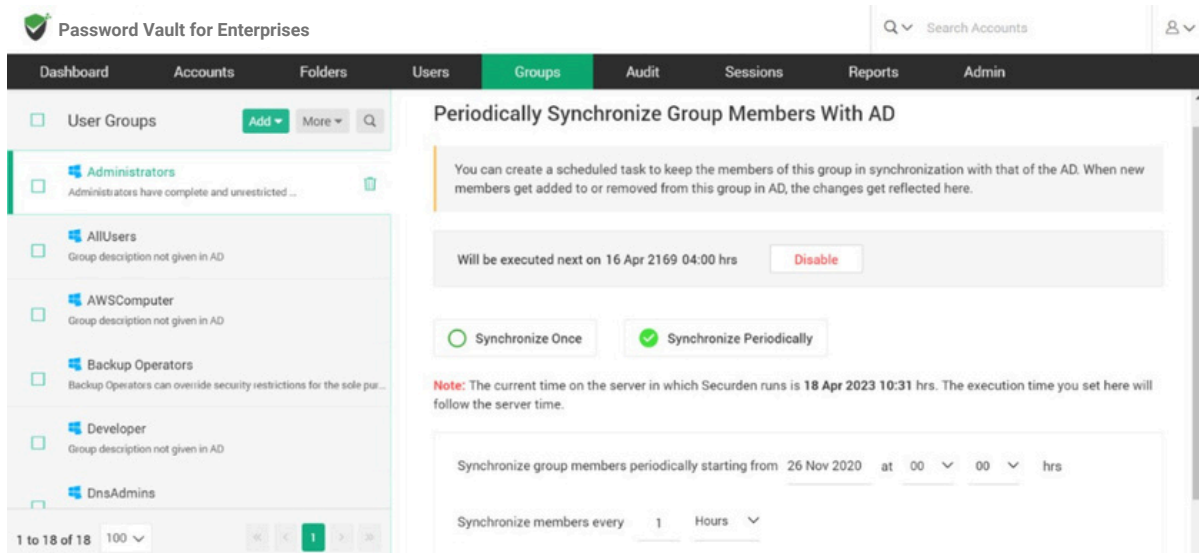 Password Vault for Enterprises
Search Accounts
Dashboard Accounts Folders Users Groups Audit Sessions Reports Admin
User Groups Add More
Administrators
Administrators have complete and unrestricted ...
AllUsers
Group description not given in AD
AWSComputer
Group description not given in AD
Backup Operators
Backup Operators can override security restrictions for the sole pur...
Developer
Group description not given in AD
DnsAdmins
1 to 18 of 18 100 « < 1 > »
Periodically Synchronize Group Members With AD
You can create a scheduled task to keep the members of this group in synchronization with that of the AD. When new
members get added to or removed from this group in AD, the changes get reflected here.
Will be executed next on 16 Apr 2169 04:00 hrs Disable
Synchronize Once Synchronize Periodically
Note: The current time on the server in which Securden runs is 18 Apr 2023 10:31 hrs. The execution time you set here will
follow the server time.
Synchronize group members periodically starting from 26 Nov 2020 at 00 00 hrs
Synchronize members every 1 Hours